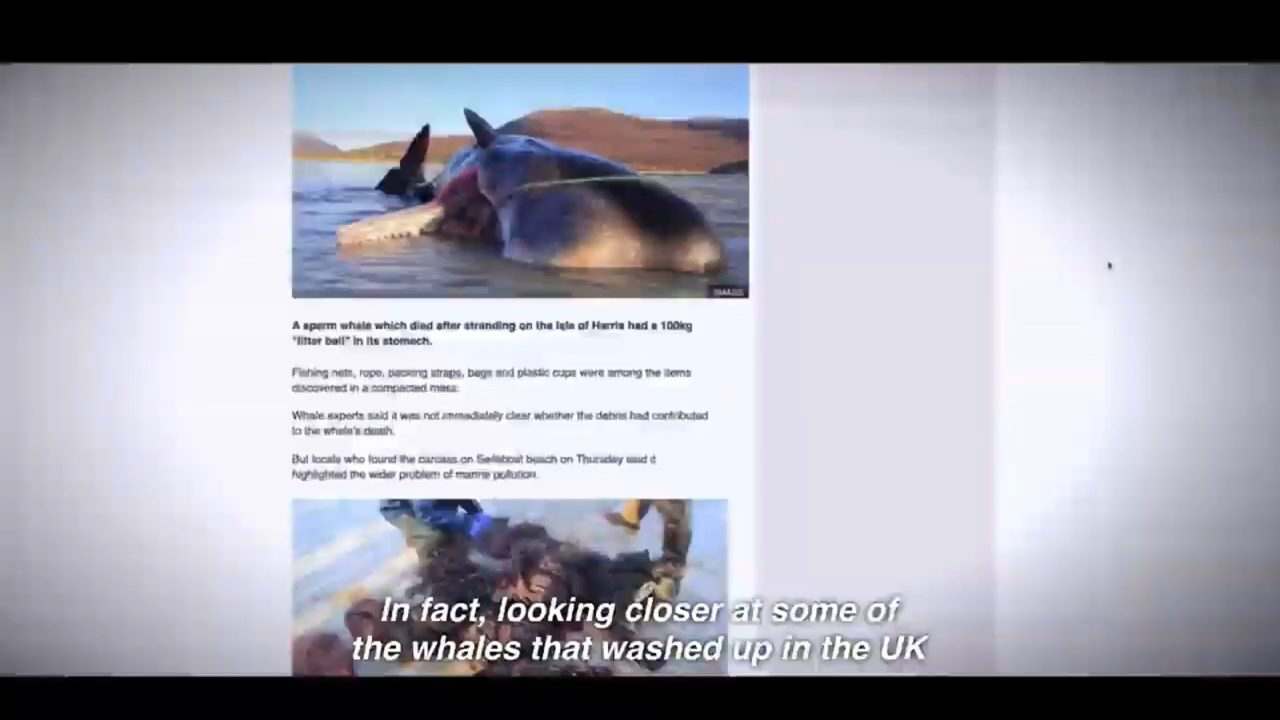 A sperm whale which died after stranding on the Isle of Harris had a 100kg
"litter ball" in its stomach.
Fishing nets, rope, packing straps, bags and plastic cups were among the items
discovered in a compacted mass.
Whale experts said it was not immediately clear whether the debris had contributed
to the whale's death.
But locals who found the carcass on Seilebost beach on Thursday said it
highlighted the wider problem of marine pollution.
In fact, looking closer at some of
the whales that washed up in the UK